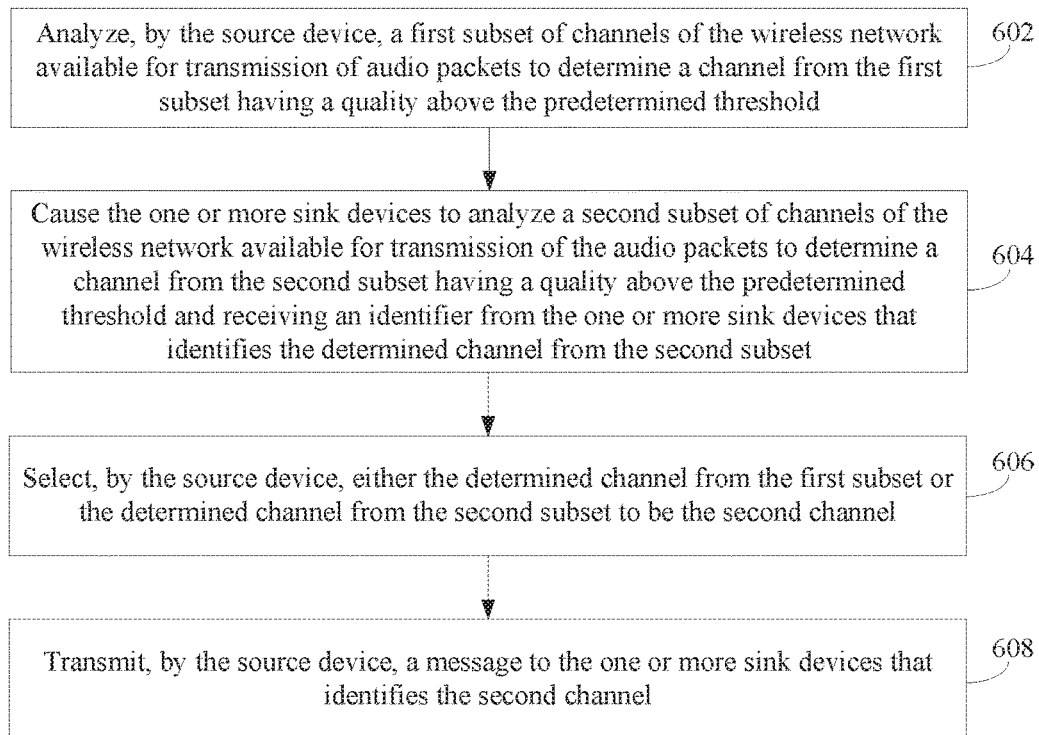 Analyze, by the source device, a first subset of channels of the wireless network
available for transmission of audio packets to determine a channel from the first
subset having a quality above the predetermined threshold
602
Cause the one or more sink devices to analyze a second subset of channels of the
wireless network available for transmission of the audio packets to determine a
channel from the second subset having a quality above the predetermined
threshold and receiving an identifier from the one or more sink devices that
identifies the determined channel from the second subset
604
Select, by the source device, either the determined channel from the first subset or
the determined channel from the second subset to be the second channel
606
Transmit, by the source device, a message to the one or more sink devices that
identifies the second channel
608